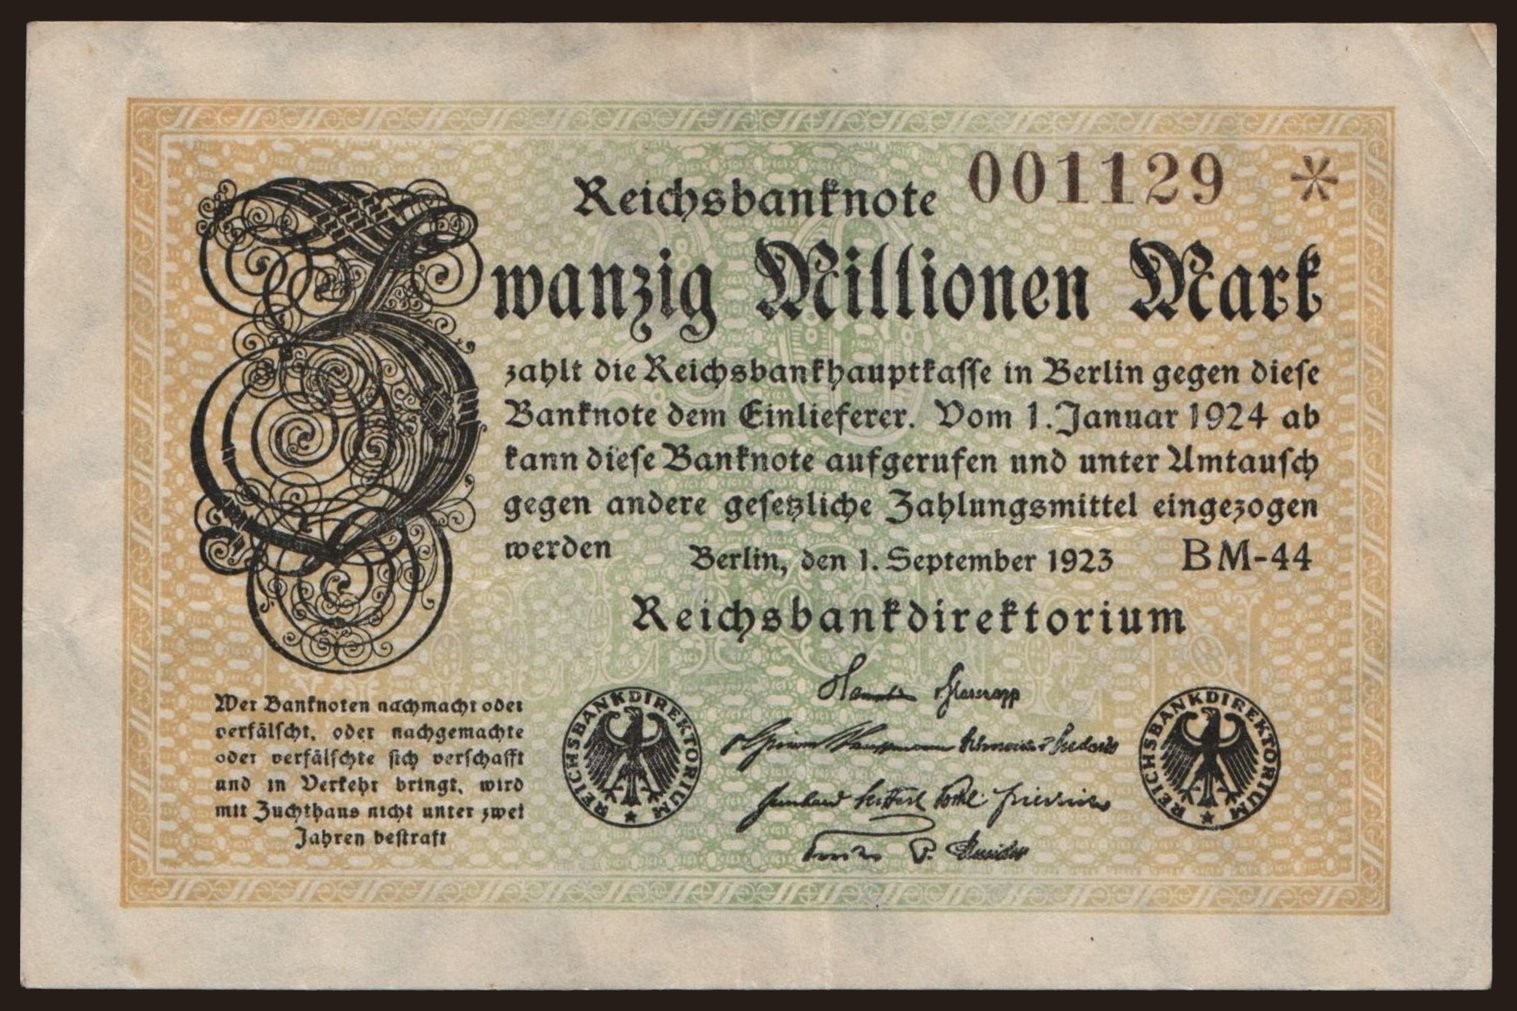 Reichsbanknote 001129 *
Zwanzig Millionen Mark
zahlt die Reichsbankhauptkasse in Berlin gegen diese
Banknote dem Einlieferer. Vom 1. Januar 1924 ab
kann diese Banknote aufgerufen und unter Umtausch
gegen andere gesetzliche Zahlungsmittel eingezogen
werden
Berlin, den 1. September 1923 BM-44
Reichsbankdirektorium
Wer Banknoten nachmacht oder
verfälscht, oder nachgemachte
oder verfälschte sich verschafft
und in Verkehr bringt, wird
mit Zuchthaus nicht unter zwei
Jahren bestraft
REICHSBANKDIREKTORIUM
REICHSBANKDIREKTORIUM
20